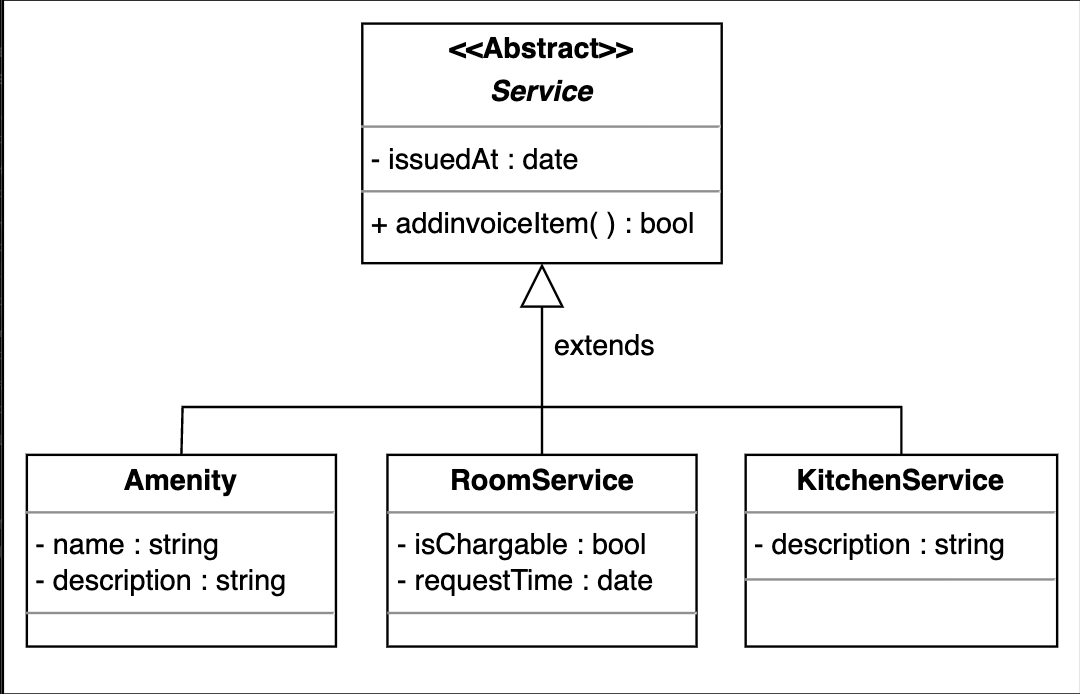 <<Abstract>>
Service
- issuedAt : date
+ addinvoiceItem( ) : bool
extends
Amenity
- name : string
- description : string
RoomService
- isChargable : bool
- requestTime : date
KitchenService
- description : string